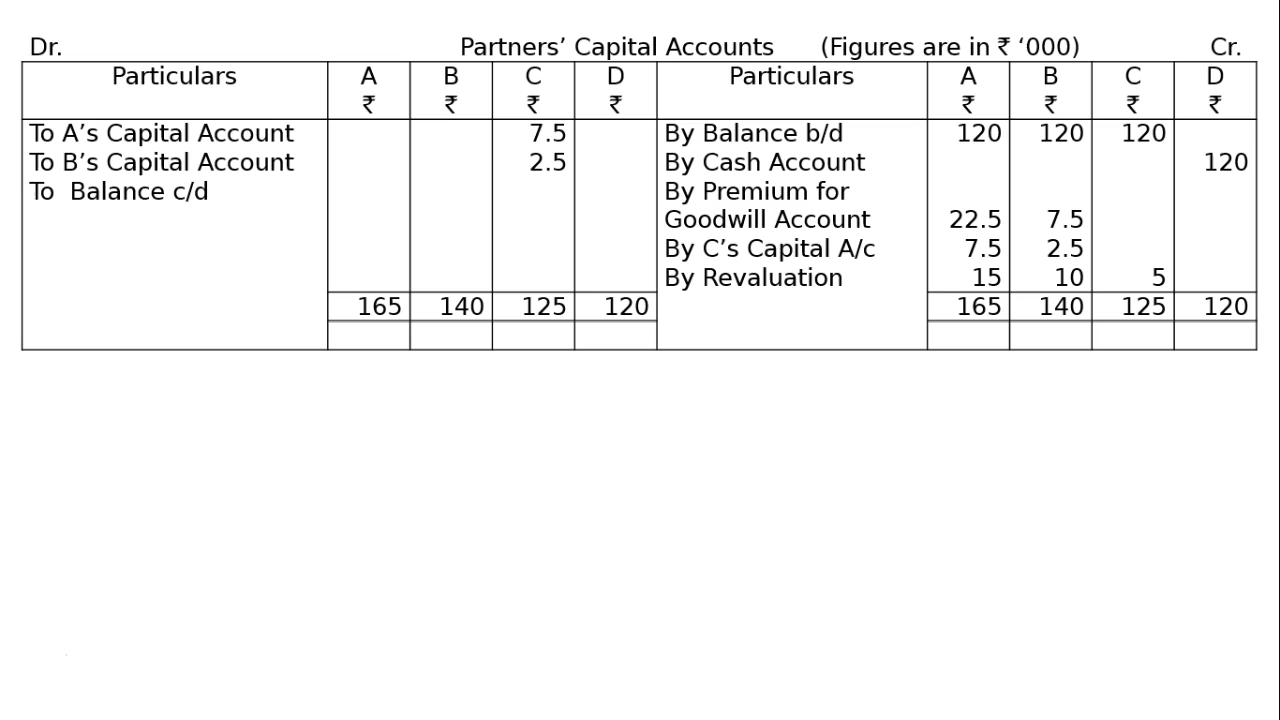 Dr. Partners’ Capital Accounts (Figures are in ₹ ‘000) Cr.
Particulars A B C D Particulars A B C D
₹ ₹ ₹ ₹ ₹ ₹ ₹ ₹
To A’s Capital Account 7.5 By Balance b/d 120 120 120
To B’s Capital Account 2.5 By Cash Account 120
To Balance c/d By Premium for
Goodwill Account 22.5 7.5
By C’s Capital A/c 7.5 2.5
By Revaluation 15 10 5
165 140 125 120 165 140 125 120